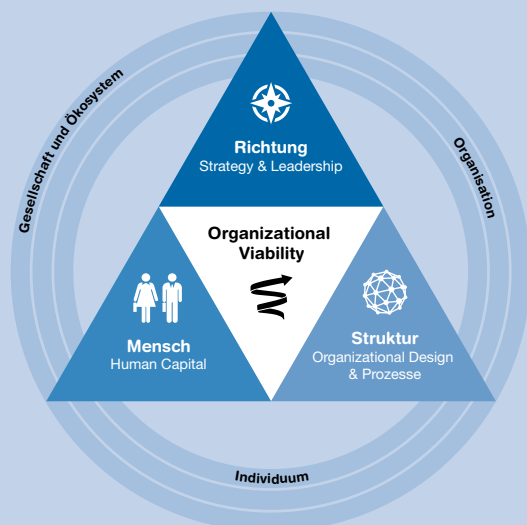 Gesellschaft und Ökosystem
Organisation
Richtung
Strategy & Leadership
Organizational
Viability
Mensch
Human Capital
Struktur
Organizational Design
& Prozesse
Individuum